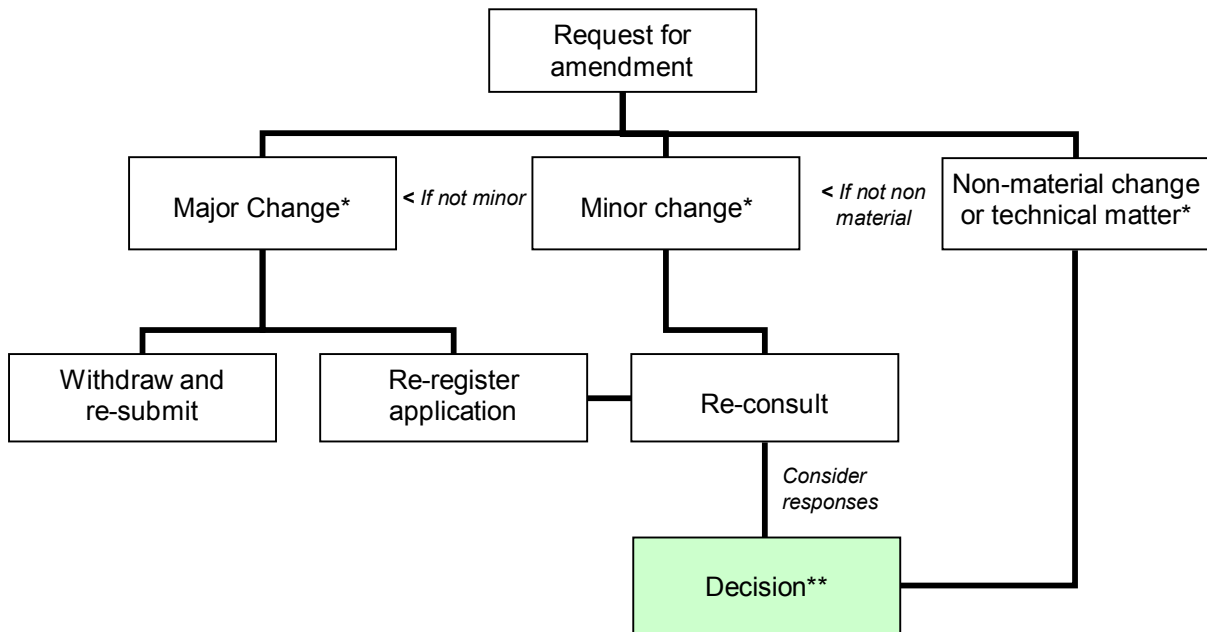 Request for
amendment
Major Change*
< If not minor
Minor change*
< If not non
material
Non-material change
or technical matter*
Withdraw and
re-submit
Re-register
application
Re-consult
Consider
responses
Decision**